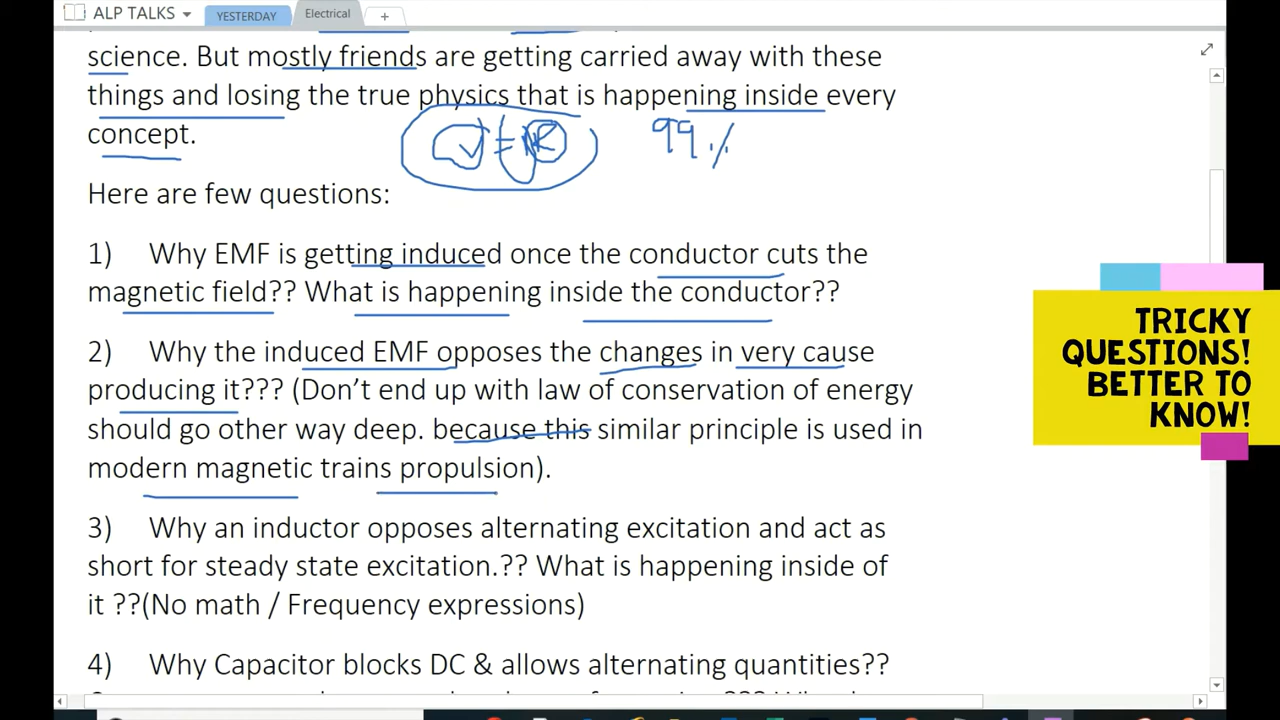 ALP TALKS
YESTERDAY
Electrical
science. But mostly friends are getting carried away with these
things and losing the true physics that is happening inside every
concept.
99 %
Here are few questions:
1) Why EMF is getting induced once the conductor cuts the
magnetic field?? What is happening inside the conductor??
2) Why the induced EMF opposes the changes in very cause
producing it??? (Don’t end up with law of conservation of energy
should go other way deep. because this similar principle is used in
modern magnetic trains propulsion).
3) Why an inductor opposes alternating excitation and act as
short for steady state excitation.?? What is happening inside of
it ??(No math / Frequency expressions)
4) Why Capacitor blocks DC & allows alternating quantities??
TRICKY
QUESTIONS!
BETTER TO
KNOW!